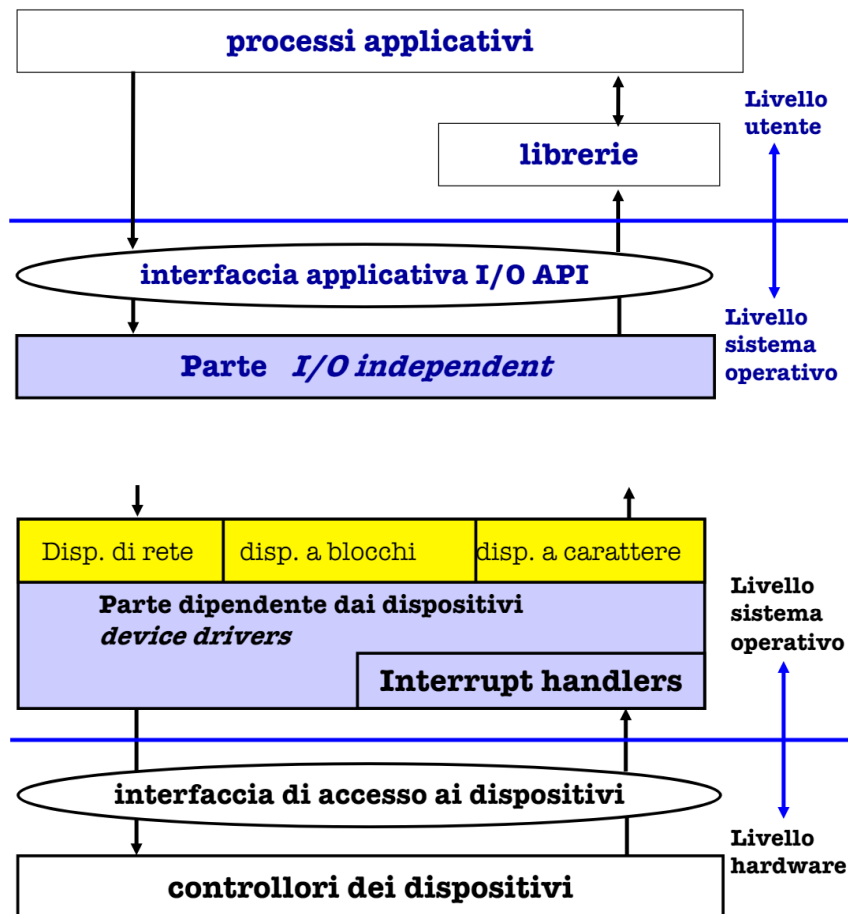 processi applicativi
Livello
utente
librerie
interfaccia applicativa I/O API
Livello
sistema
operativo
Parte I/O independent
Disp. di rete
disp. a blocchi
disp. a carattere
Parte dipendente dai dispositivi
device drivers
Interrupt handlers
Livello
sistema
operativo
interfaccia di accesso ai dispositivi
Livello
hardware
controllori dei dispositivi